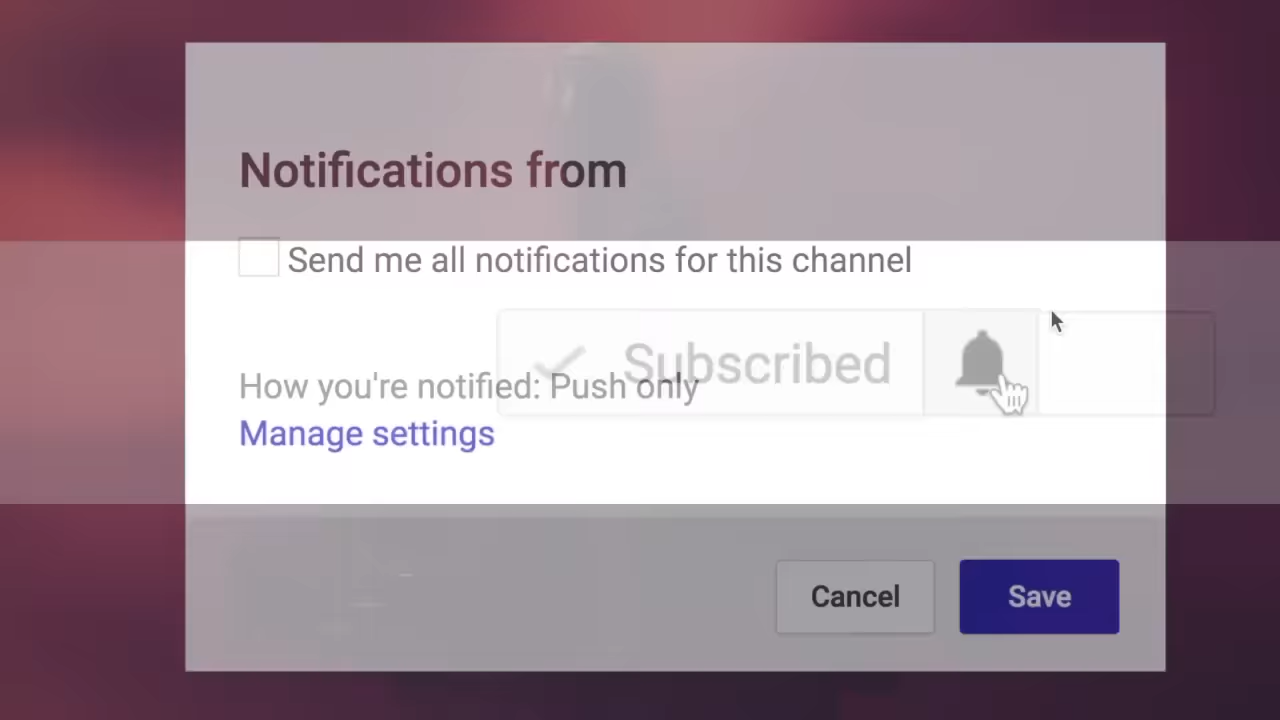 Notifications from
Send me all notifications for this channel
Subscribed
How you're notified: Push only
Manage settings
Cancel
Save